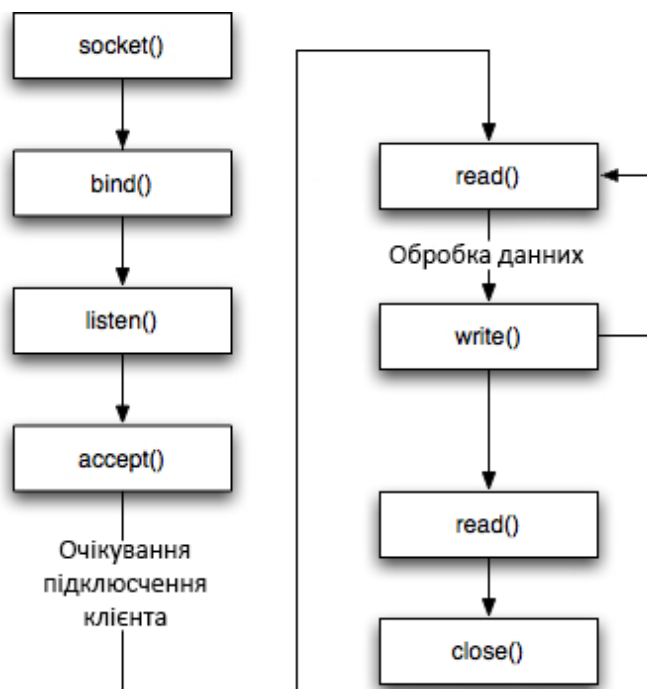 socket()
bind()
listen()
accept()
Очікування
підклюсчення
клієнта
read()
Обробка данних
write()
read()
close()